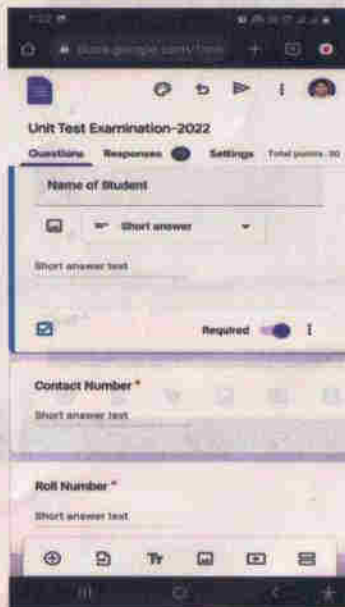 Unit Test Examination-2022
Questions Responses Settings Total points: 30
Name of Student
Short answer
Short answer text
Required
Contact Number *
Short answer text
Roll Number *
Short answer text
Tr